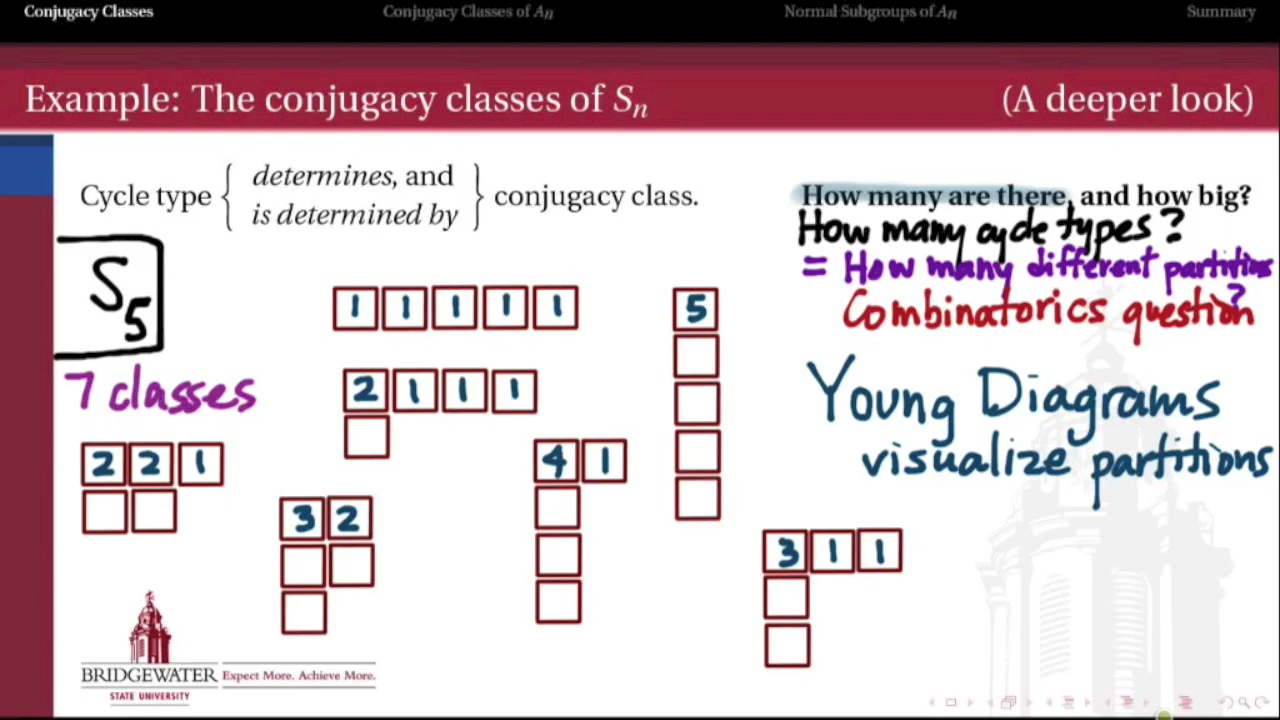 Conjugacy Classes Conjugacy Classes of Aₙ Normal Subgroups of Aₙ Summary
Example: The conjugacy classes of Sₙ (A deeper look)
Cycle type { determines, and
is determined by } conjugacy class.
How many are there, and how big?
How many cycle types?
= How many different partitions?
Combinatorics question
S₅
7 classes
1 1 1 1 1
5
2 1 1 1
Young Diagrams
visualize partitions
2 2 1
4 1
3 2
3 1 1
BRIDGEWATER
STATE UNIVERSITY
Expect More. Achieve More.